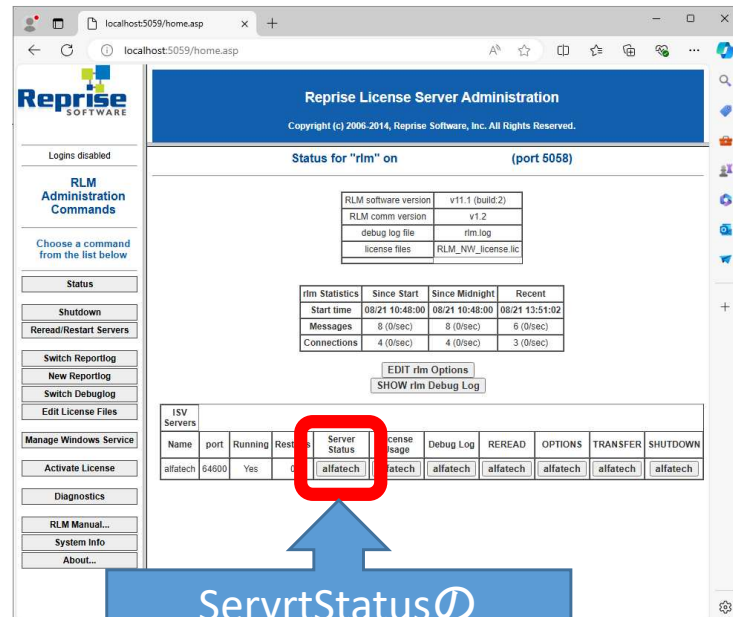 localhost:5059/home.asp
localhost:5059/home.asp
Reprise
SOFTWARE
Logins disabled
RLM
Administration
Commands
Choose a command
from the list below
Status
Shutdown
Reread/Restart Servers
Switch Reportlog
New Reportlog
Switch Debuglog
Edit License Files
Manage Windows Service
Activate License
Diagnostics
RLM Manual...
System Info
About...
Reprise License Server Administration
Copyright (c) 2006-2014, Reprise Software, Inc. All Rights Reserved.
Status for "rlm" on (port 5058)
RLM software version v11.1 (build:2)
RLM comm version v1.2
debug log file rlm.log
license files RLM_NW_license.lic
rlm Statistics Since Start Since Midnight Recent
Start time 08/21 10:48:00 08/21 10:48:00 08/21 13:51:02
Messages 8 (0/sec) 8 (0/sec) 6 (0/sec)
Connections 4 (0/sec) 4 (0/sec) 3 (0/sec)
EDIT rlm Options
SHOW rlm Debug Log
ISV
Servers
Name port Running Server Status Debug Log REREAD OPTIONS TRANSFER SHUTDOWN
alfatech 64600 Yes alfatech alfatech alfatech alfatech alfatech alfatech
ServrtStatusの